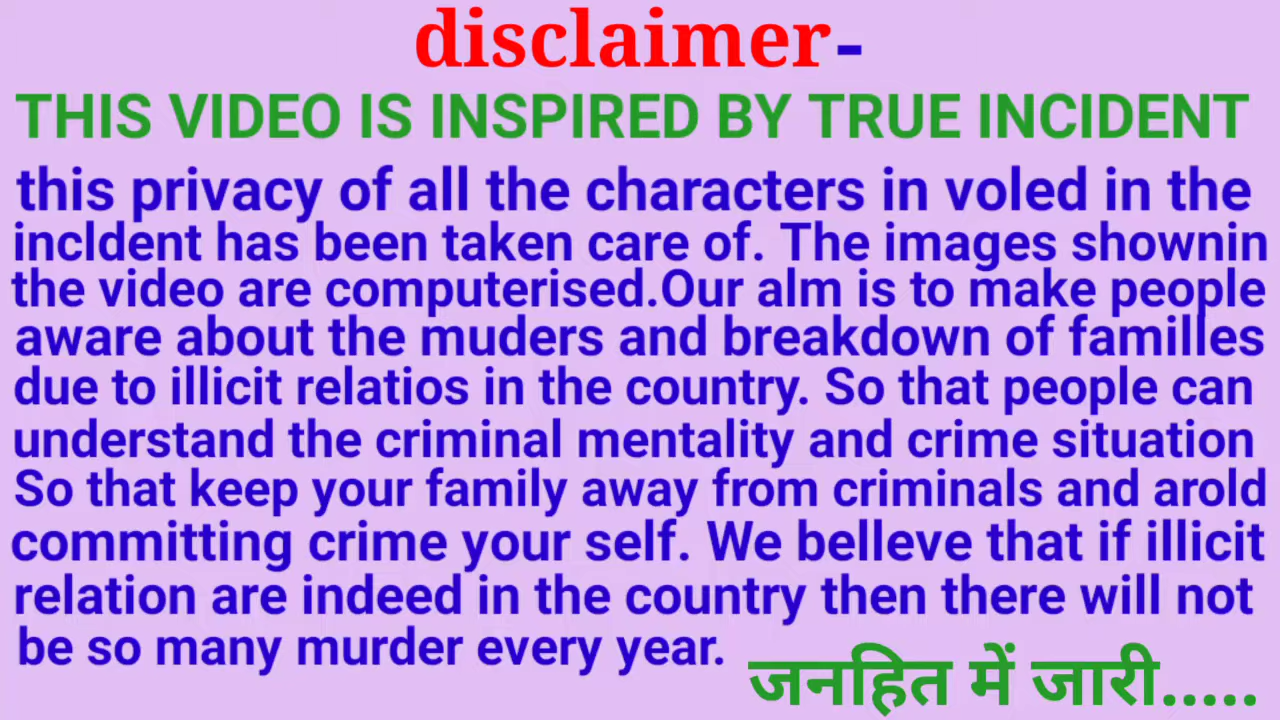 disclaimer-
THIS VIDEO IS INSPIRED BY TRUE INCIDENT
this privacy of all the characters in voled in the
incldent has been taken care of. The images shownin
the video are computerised.Our alm is to make people
aware about the muders and breakdown of familles
due to illicit relatios in the country. So that people can
understand the criminal mentality and crime situation
So that keep your family away from criminals and arold
committing crime your self. We belleve that if illicit
relation are indeed in the country then there will not
be so many murder every year.
जनहित में जारी.....